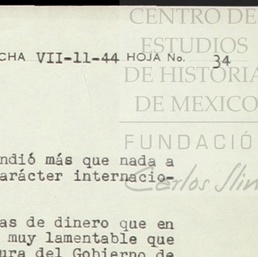 CENTRO DE
ESTUDIOS
CHA VII-11-44 HOJA No. 34
DE HISTORIA
DE MEXICO
FUNDACIÓ
ndió más que nada a
arácter internacio-
Carlos Slim
as de dinero que en
muy lamentable que
ura del Gobierno de